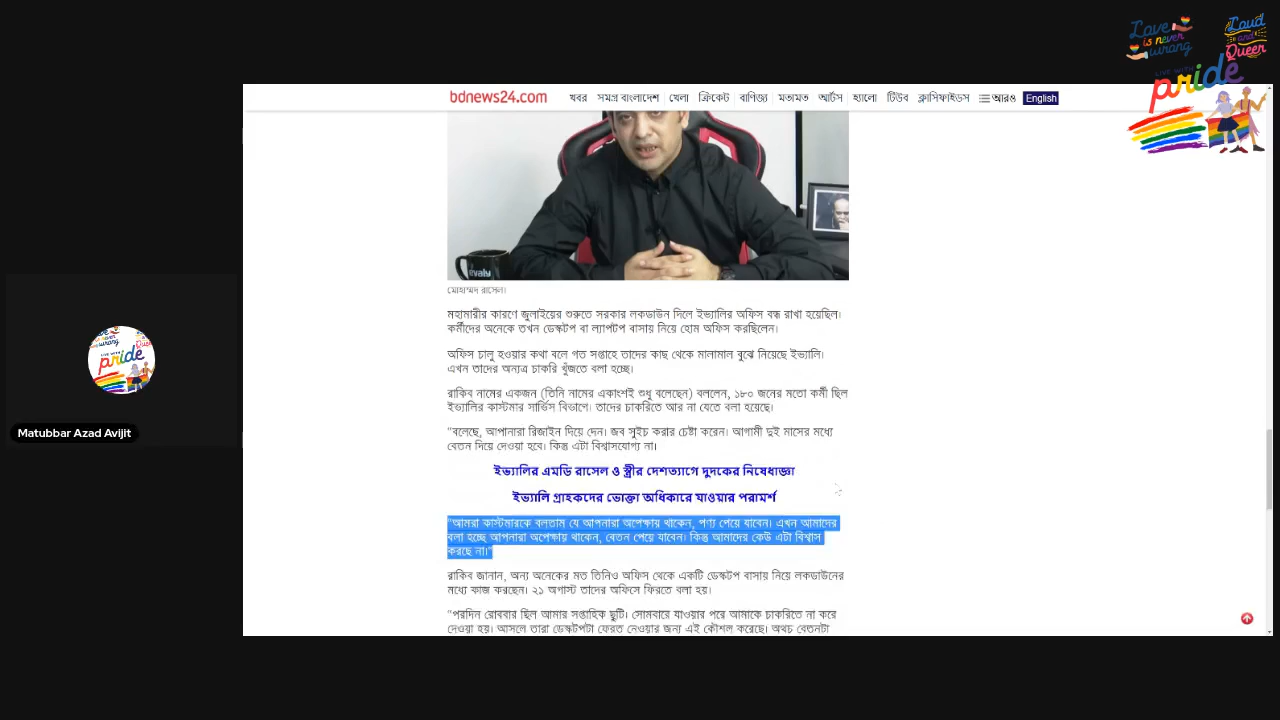 Love
is never
wrong
Loud
and
Queer
LIVE WITH
pride
bdnews24.com
খবর সমগ্র বাংলাদেশ খেলা ক্রিকেট বাণিজ্য মতামত আর্টস হ্যালো টিউব ক্লাসিফাইডস আরও English
evaly
মোহাম্মদ রাসেল।
মহামারীর কারণে জুলাইয়ের শুরুতে সরকার লকডাউন দিলে ইভ্যালির অফিস বন্ধ রাখা হয়েছিল।
কর্মীদের অনেকে তখন ডেস্কটপ বা ল্যাপটপ বাসায় নিয়ে হোম অফিস করছিলেন।
অফিস চালু হওয়ার কথা বলে গত সপ্তাহে তাদের কাছ থেকে মালামাল বুঝে নিয়েছে ইভ্যালি।
এখন তাদের অন্যত্র চাকরি খুঁজতে বলা হচ্ছে।
রাকিব নামের একজন (তিনি নামের একাংশই শুধু বলেছেন) বললেন, ১৮০ জনের মতো কর্মী ছিল
ইভ্যালির কাস্টমার সার্ভিস বিভাগে। তাদের চাকরিতে আর না যেতে বলা হয়েছে।
“বলেছে, আপানারা রিজাইন দিয়ে দেন। জব সুইচ করার চেষ্টা করেন। আগামী দুই মাসের মধ্যে
বেতন দিয়ে দেওয়া হবে। কিন্তু এটা বিশ্বাসযোগ্য না।
ইভ্যালির এমডি রাসেল ও স্ত্রীর দেশত্যাগে দুদকের নিষেধাজ্ঞা
ইভ্যালি গ্রাহকদের ভোক্তা অধিকারে যাওয়ার পরামর্শ
“আমরা কাস্টমারকে বলতাম যে আপনারা অপেক্ষায় থাকেন, পণ্য পেয়ে যাবেন। এখন আমাদের
বলা হচ্ছে আপনারা অপেক্ষায় থাকেন, বেতন পেয়ে যাবেন। কিন্তু আমাদের কেউ এটা বিশ্বাস
করছে না।”
রাকিব জানান, অন্য অনেকের মত তিনিও অফিস থেকে একটি ডেস্কটপ বাসায় নিয়ে লকডাউনের
মধ্যে কাজ করছেন। ২১ অগাস্ট তাদের অফিসে ফিরতে বলা হয়।
“পরদিন রোববার ছিল আমার সপ্তাহিক ছুটি। সোমবারে যাওয়ার পরে আমাকে চাকরিতে না করে
দেওয়া হয়। আসলে তারা ডেস্কটপটা ফেরত নেওয়ার জন্য এই কৌশল করেছে। অথচ বেতনটা
pride
Matubbar Azad Avijit